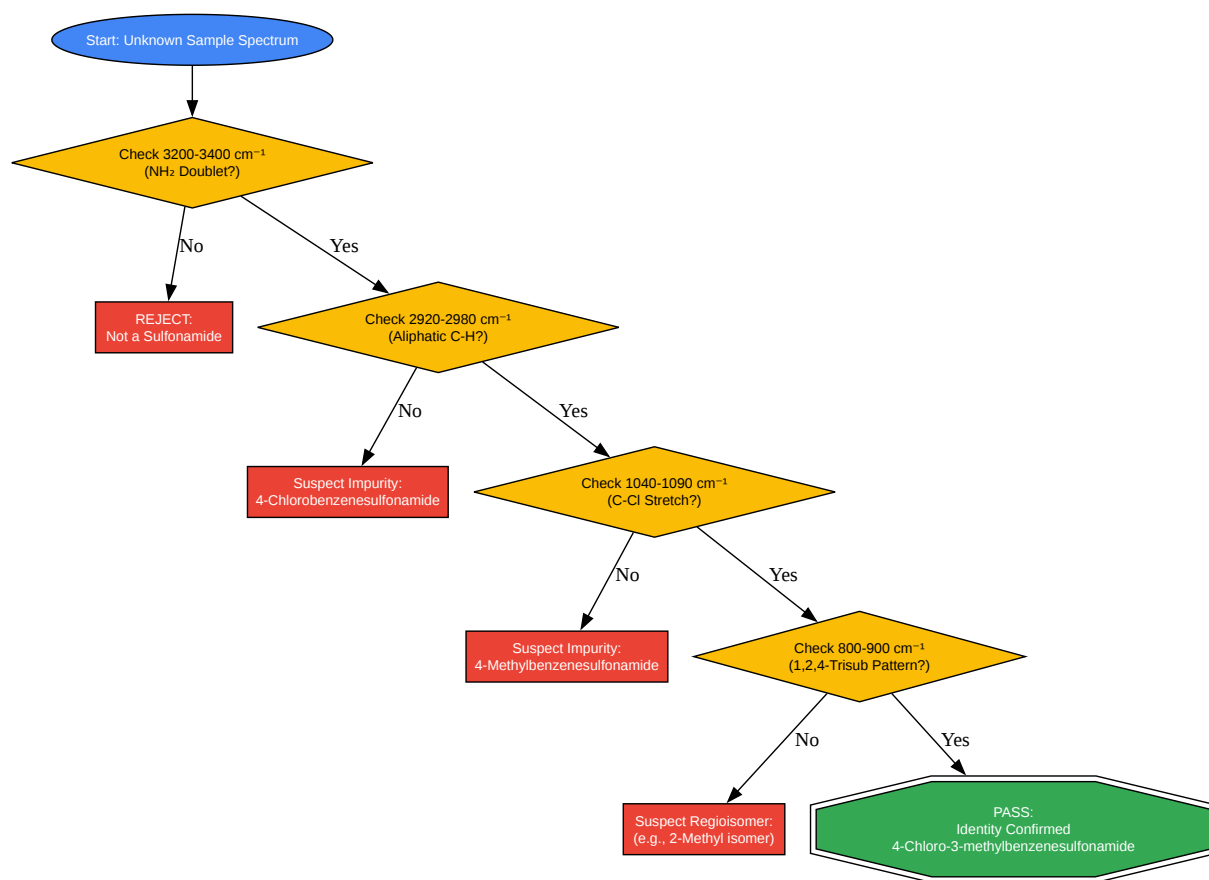 Start: Unknown Sample Spectrum
Check 3200-3400 cm⁻¹
(NH₂ Doublet?)
No
Yes
REJECT:
Not a Sulfonamide
Check 2920-2980 cm⁻¹
(Aliphatic C-H?)
No
Yes
Suspect Impurity:
4-Chlorobenzenesulfonamide
Check 1040-1090 cm⁻¹
(C-Cl Stretch?)
No
Yes
Suspect Impurity:
4-Methylbenzenesulfonamide
Check 800-900 cm⁻¹
(1,2,4-Trisub Pattern?)
No
Yes
Suspect Regioisomer:
(e.g., 2-Methyl isomer)
PASS:
Identity Confirmed
4-Chloro-3-methylbenzenesulfonamide